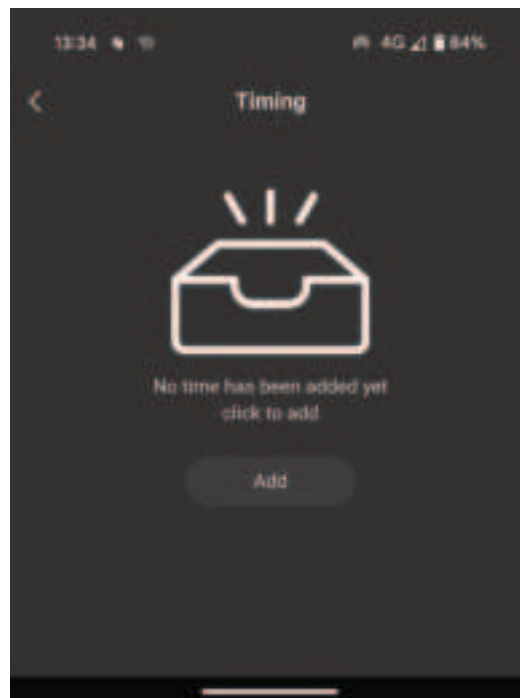 13:34 4G 84%
Timing
No time has been added yet
click to add
Add